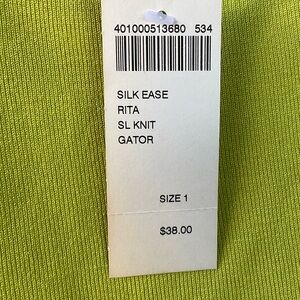 401000513680 534
SILK EASE
RITA
SL KNIT
GATOR
SIZE 1
$38.00